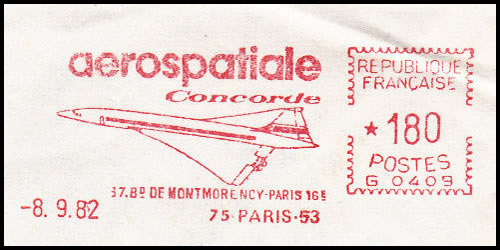 aerospatiale
Concorde
REPUBLIQUE
FRANÇAISE
★ 180
POSTES
G 0409
37.Bᴰ DE MONTMORENCY-PARIS 16ᴱ
-8. 9.82
75 - PARIS - 53